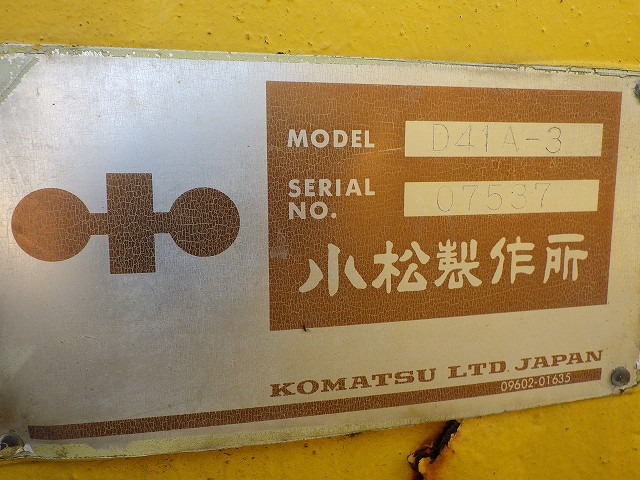 MODEL D41A-3
SERIAL NO. 07537
小松製作所
KOMATSU LTD. JAPAN
09602-01635